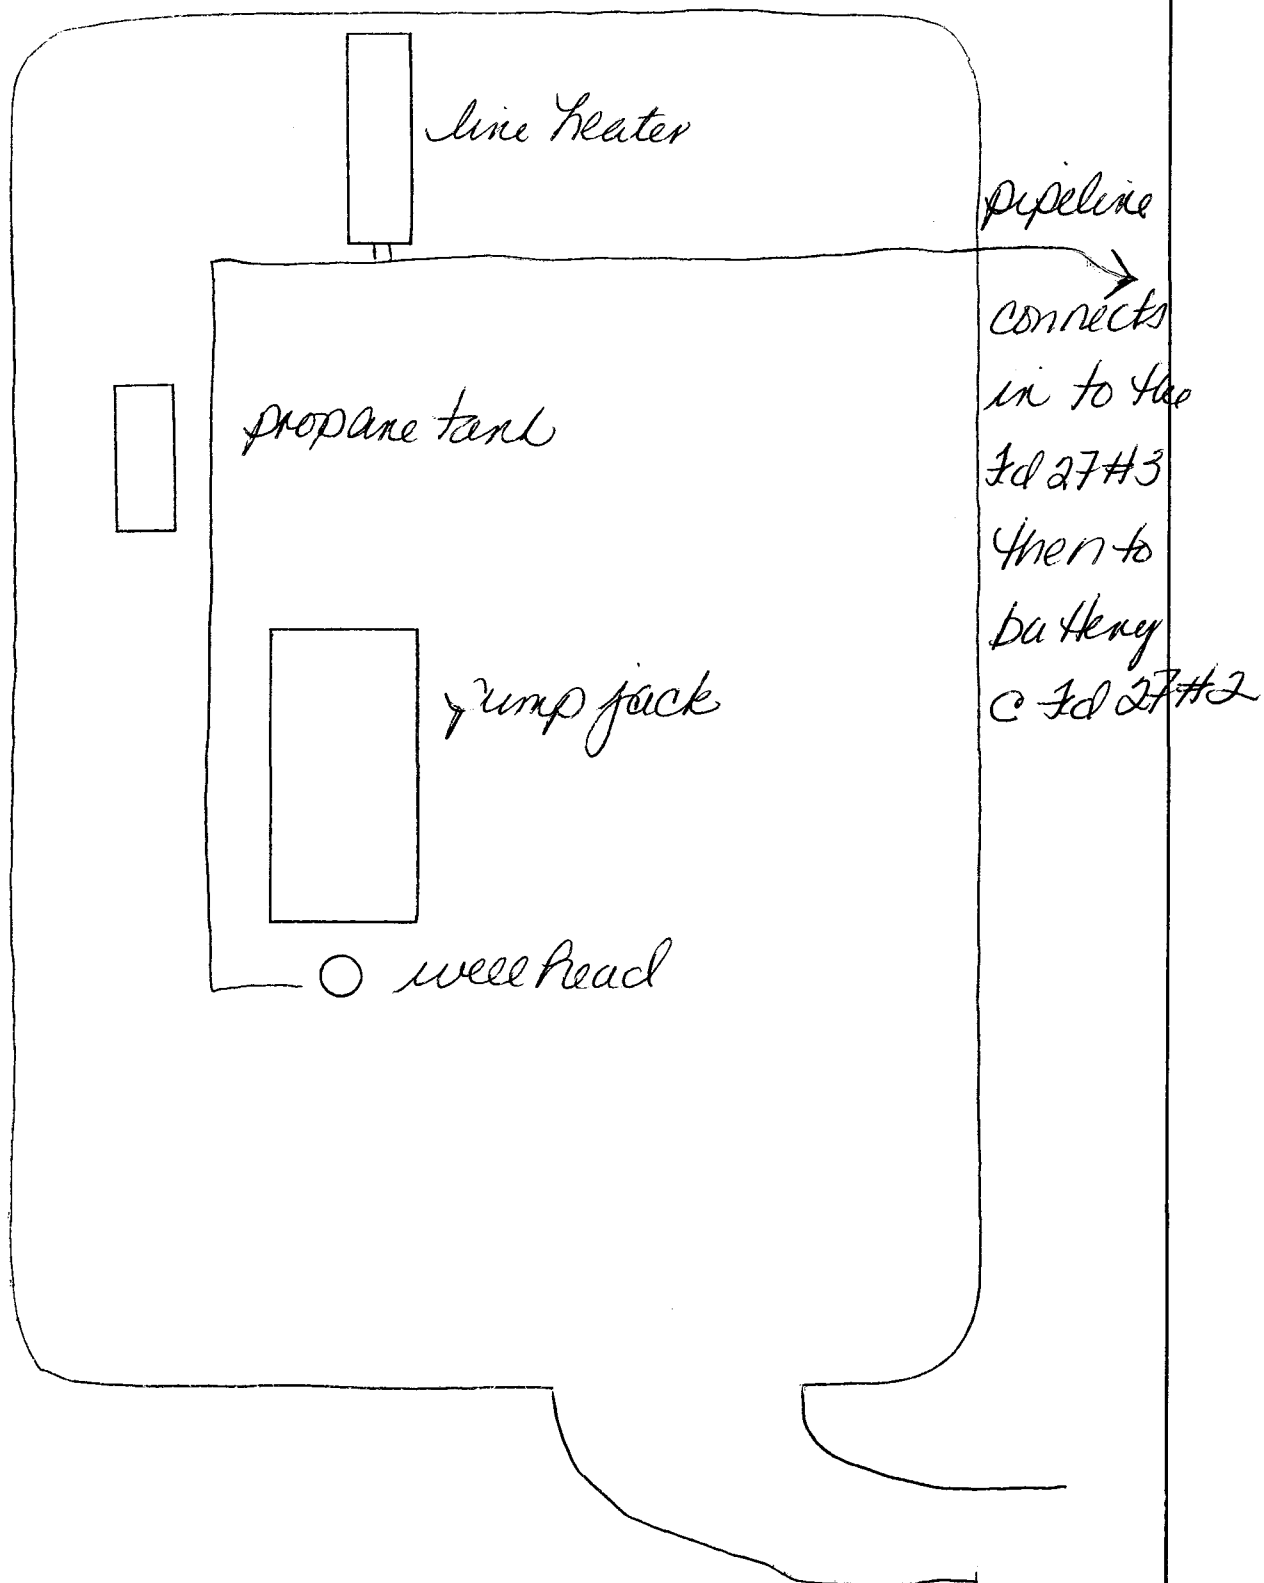 line heater
pipeline
connects
in to the
Fd 27#3
propane tank
then to
battery
pump jack
@ Fd 27#2
well head